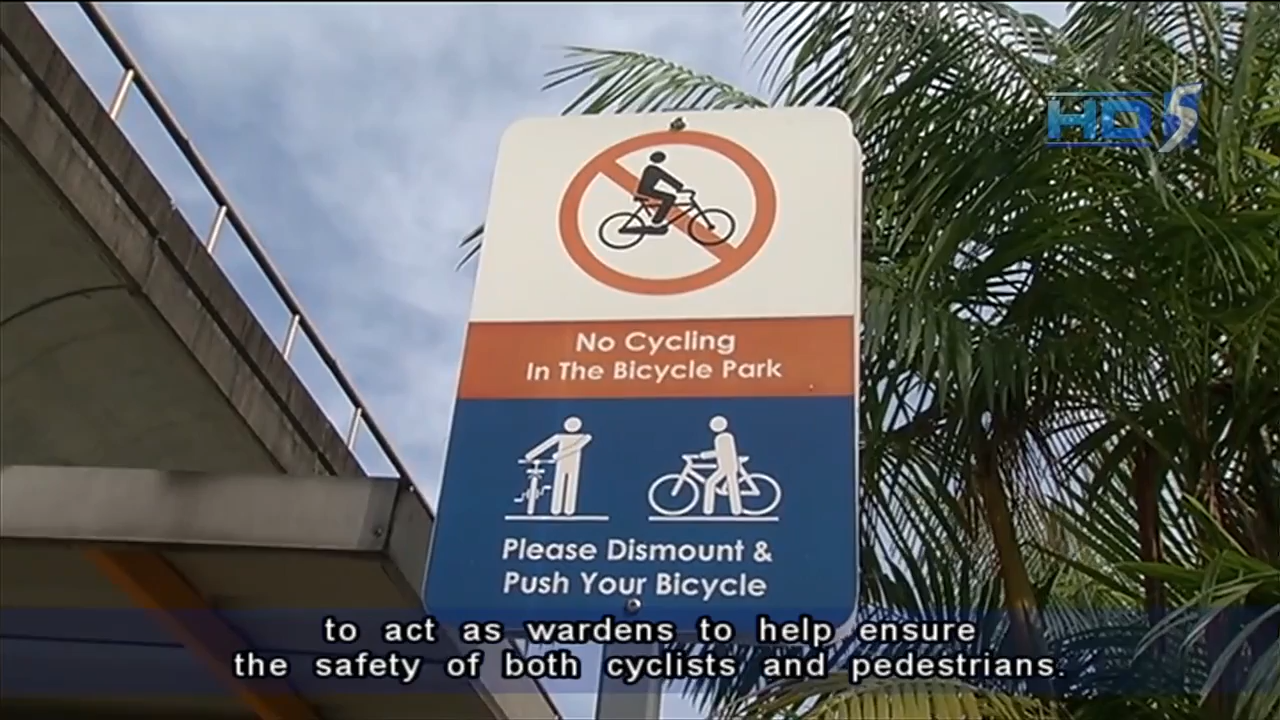 HD5
No Cycling
In The Bicycle Park
Please Dismount &
Push Your Bicycle
to act as wardens to help ensure
the safety of both cyclists and pedestrians.